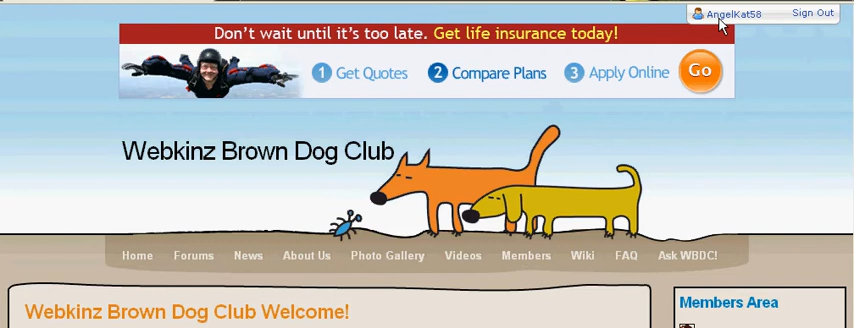 AngelKat58 Sign Out
Don't wait until it's too late. Get life insurance today!
1 Get Quotes 2 Compare Plans 3 Apply Online Go
Webkinz Brown Dog Club
Home Forums News About Us Photo Gallery Videos Members Wiki FAQ Ask WBDC!
Webkinz Brown Dog Club Welcome!
Members Area